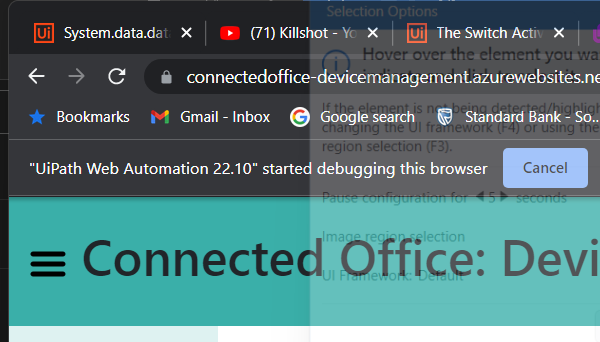 Selection Options
Ui System.data.dat
(71) Killshot - Yo
Ui The Switch Activ
Hover over the element you wa
connectedoffice-devicemanagement.azurewebsites.ne
If the element is not being detected/highlig
Bookmarks
Gmail - Inbox
Google search
Standard Bank - So...
changing the UI framework (F4) or using the
region selection (F3).
"UiPath Web Automation 22.10" started debugging this browser
Cancel
Pause configuration for 5 seconds
Image region selection
Connected Office: Devi
UI Framework: Default